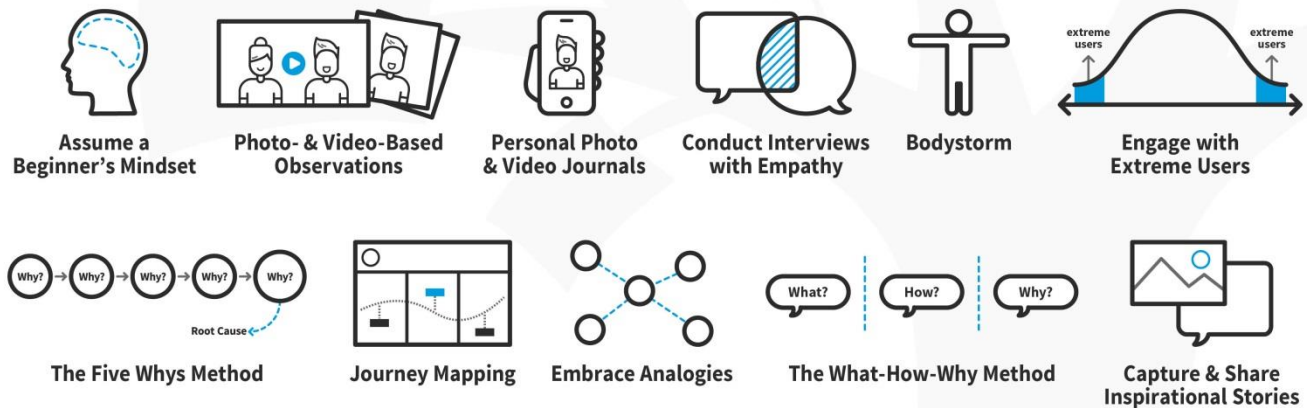 extreme users
extreme users
Assume a
Beginner's Mindset
Photo- & Video-Based
Observations
Personal Photo
& Video Journals
Conduct Interviews
with Empathy
Bodystorm
Engage with
Extreme Users
Why? Why? Why? Why? Why?
Root Cause
The Five Whys Method
Journey Mapping
Embrace Analogies
What? How? Why?
The What-How-Why Method
Capture & Share
Inspirational Stories